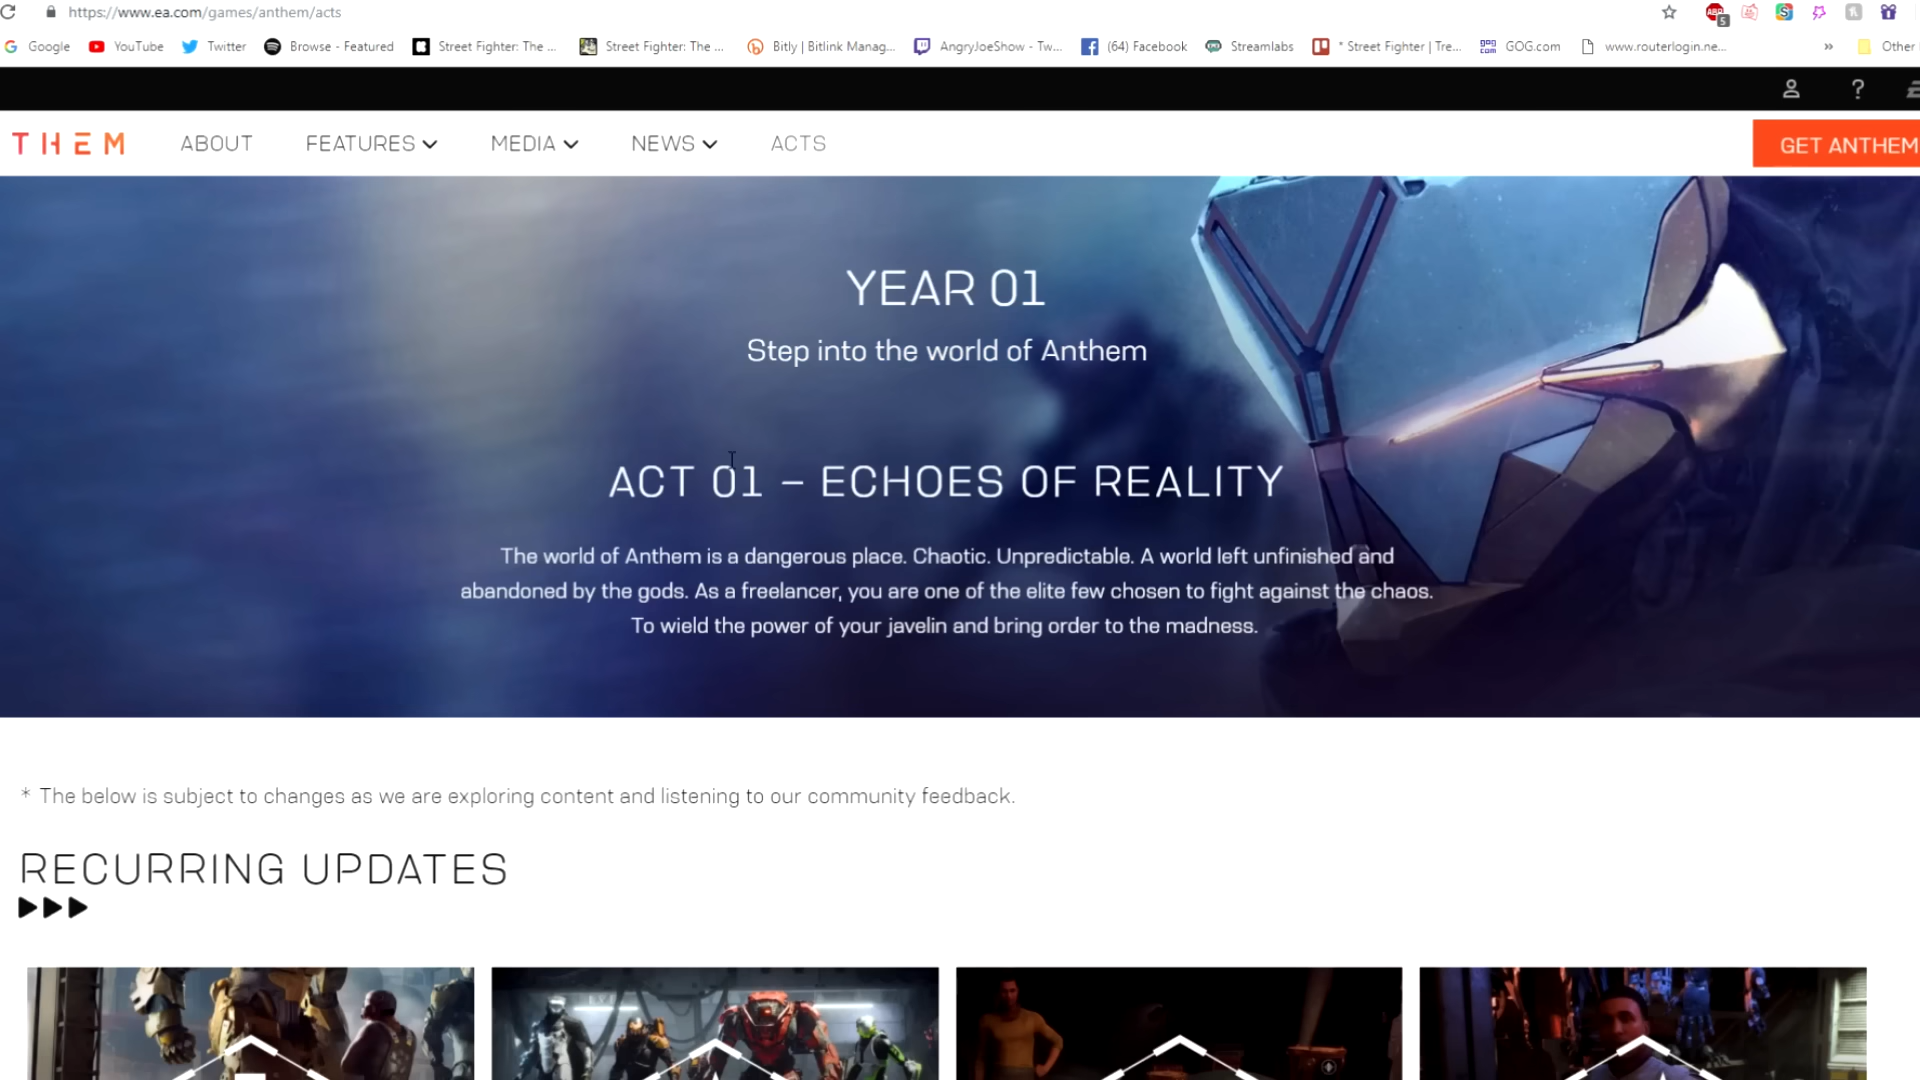 https://www.ea.com/games/anthem/acts
ABP
5
Google
YouTube
Twitter
Browse - Featured
Street Fighter: The ...
Street Fighter: The ...
Bitly | Bitlink Manag...
AngryJoeShow - Tw...
(64) Facebook
Streamlabs
* Street Fighter | Tre...
GOG.com
www.routerlogin.ne...
»
Other
?
THEM
ABOUT
FEATURES
MEDIA
NEWS
ACTS
GET ANTHEM
YEAR 01
Step into the world of Anthem
ACT 01 – ECHOES OF REALITY
The world of Anthem is a dangerous place. Chaotic. Unpredictable. A world left unfinished and
abandoned by the gods. As a freelancer, you are one of the elite few chosen to fight against the chaos.
To wield the power of your javelin and bring order to the madness.
* The below is subject to changes as we are exploring content and listening to our community feedback.
RECURRING UPDATES